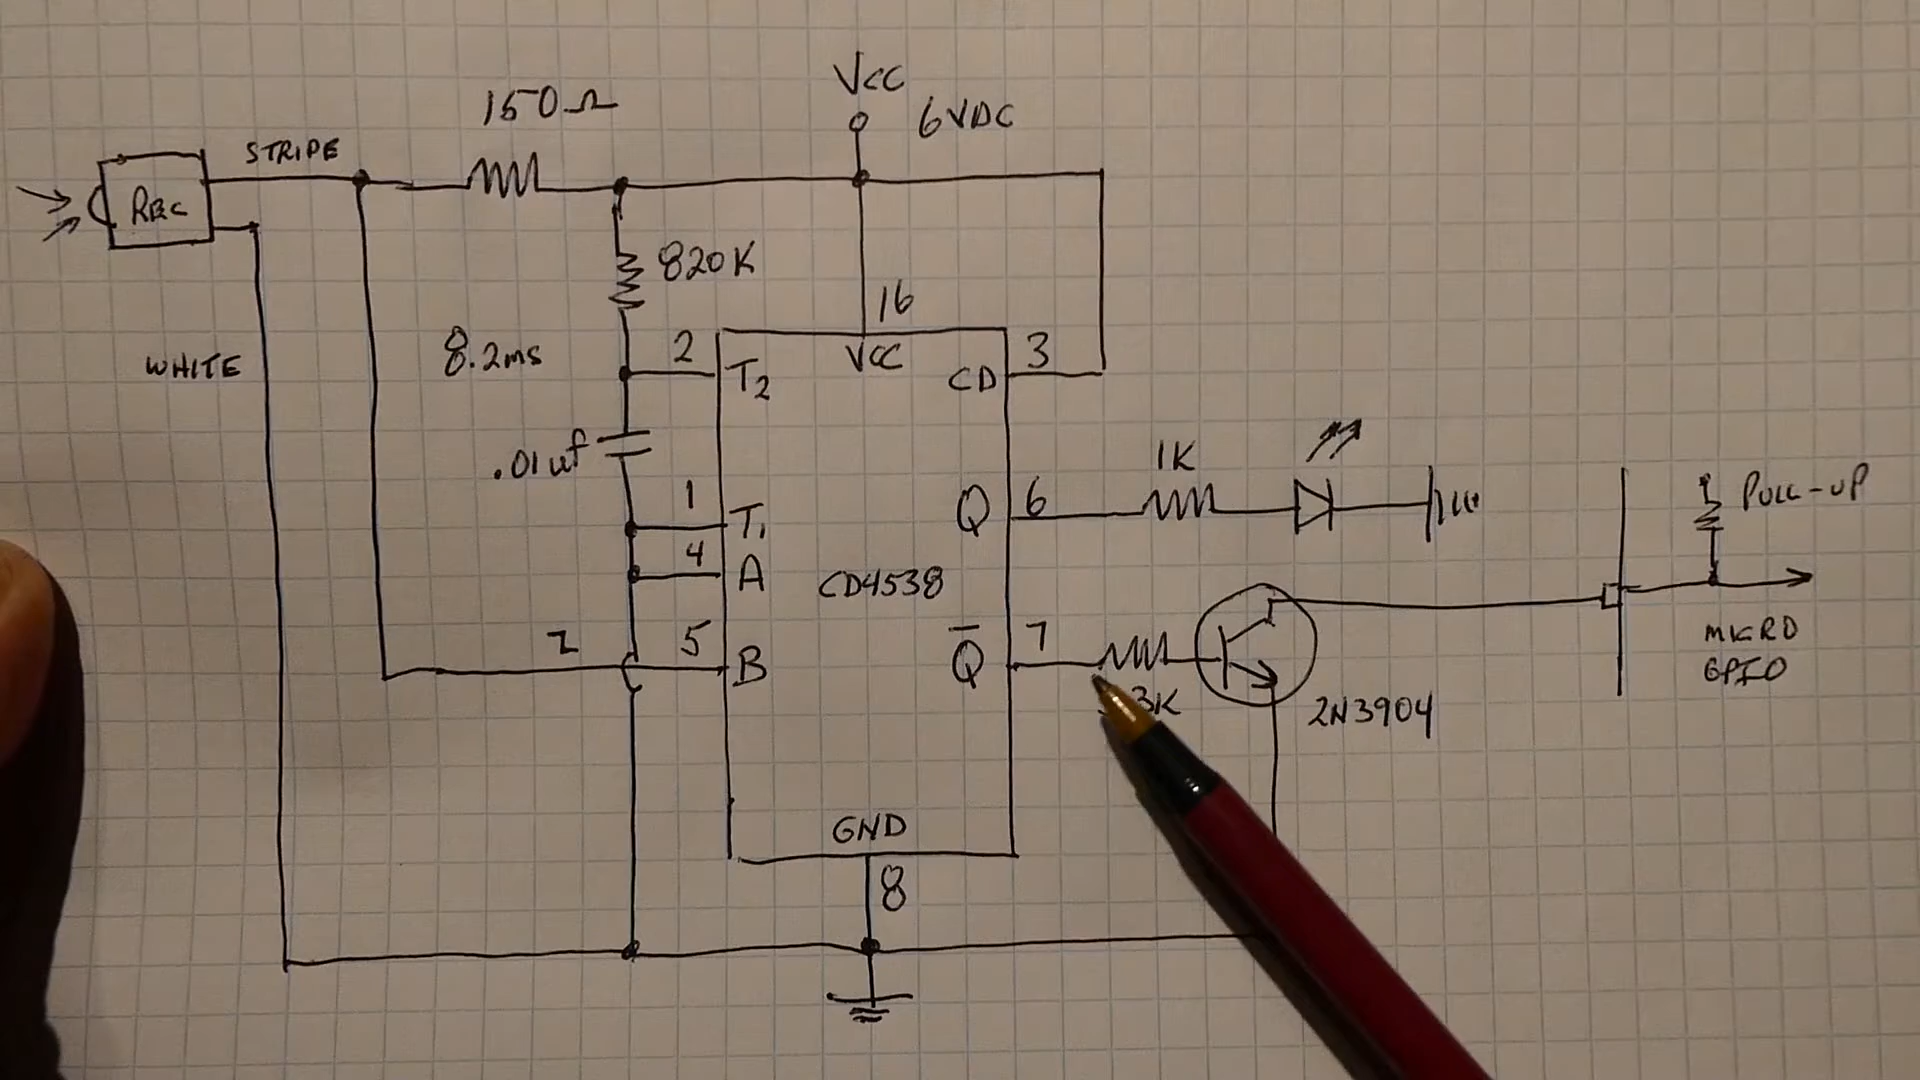 VCC
6VDC
150Ω
STRIPE
REC
820K
16
8.2ms
2
T2
VCC
3
CD
WHITE
.01uf
1
T1
4
A
CD4538
Q
6
1K
PULL-UP
2
5
B
Q̅
7
3K
2N3904
MICRO
GPIO
GND
8